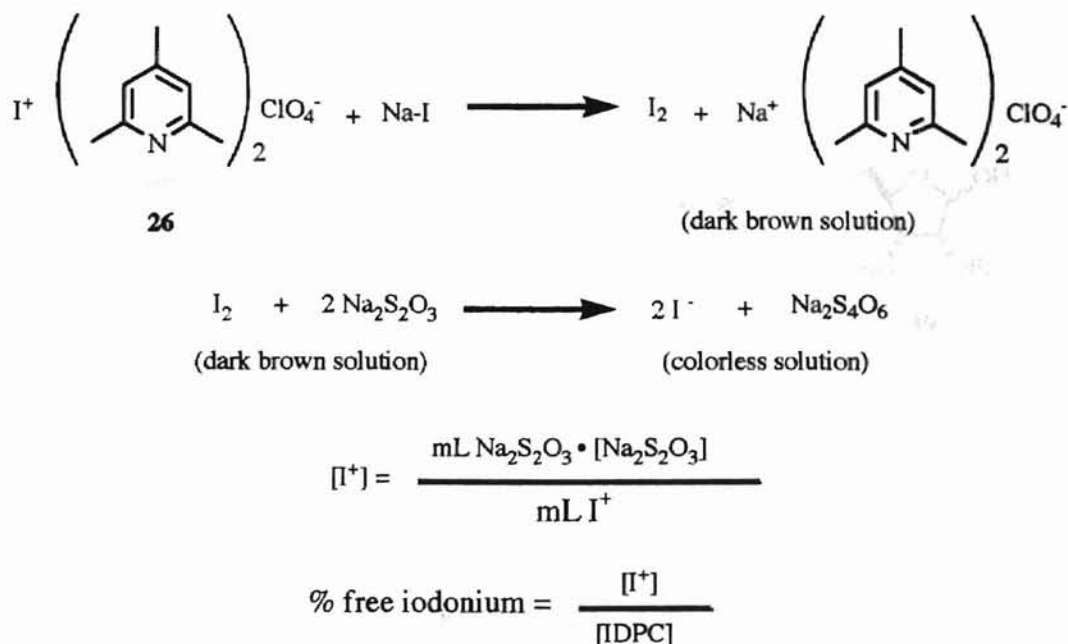 I⁺ ( N )₂ ClO₄⁻ + Na-I I₂ + Na⁺ ( N )₂ ClO₄⁻
26
(dark brown solution)
I₂ + 2 Na₂S₂O₃ 2 I⁻ + Na₂S₄O₆
(dark brown solution) (colorless solution)
[I⁺] = mL Na₂S₂O₃ • [Na₂S₂O₃]
mL I⁺
% free iodonium = [I⁺]
[IDPC]